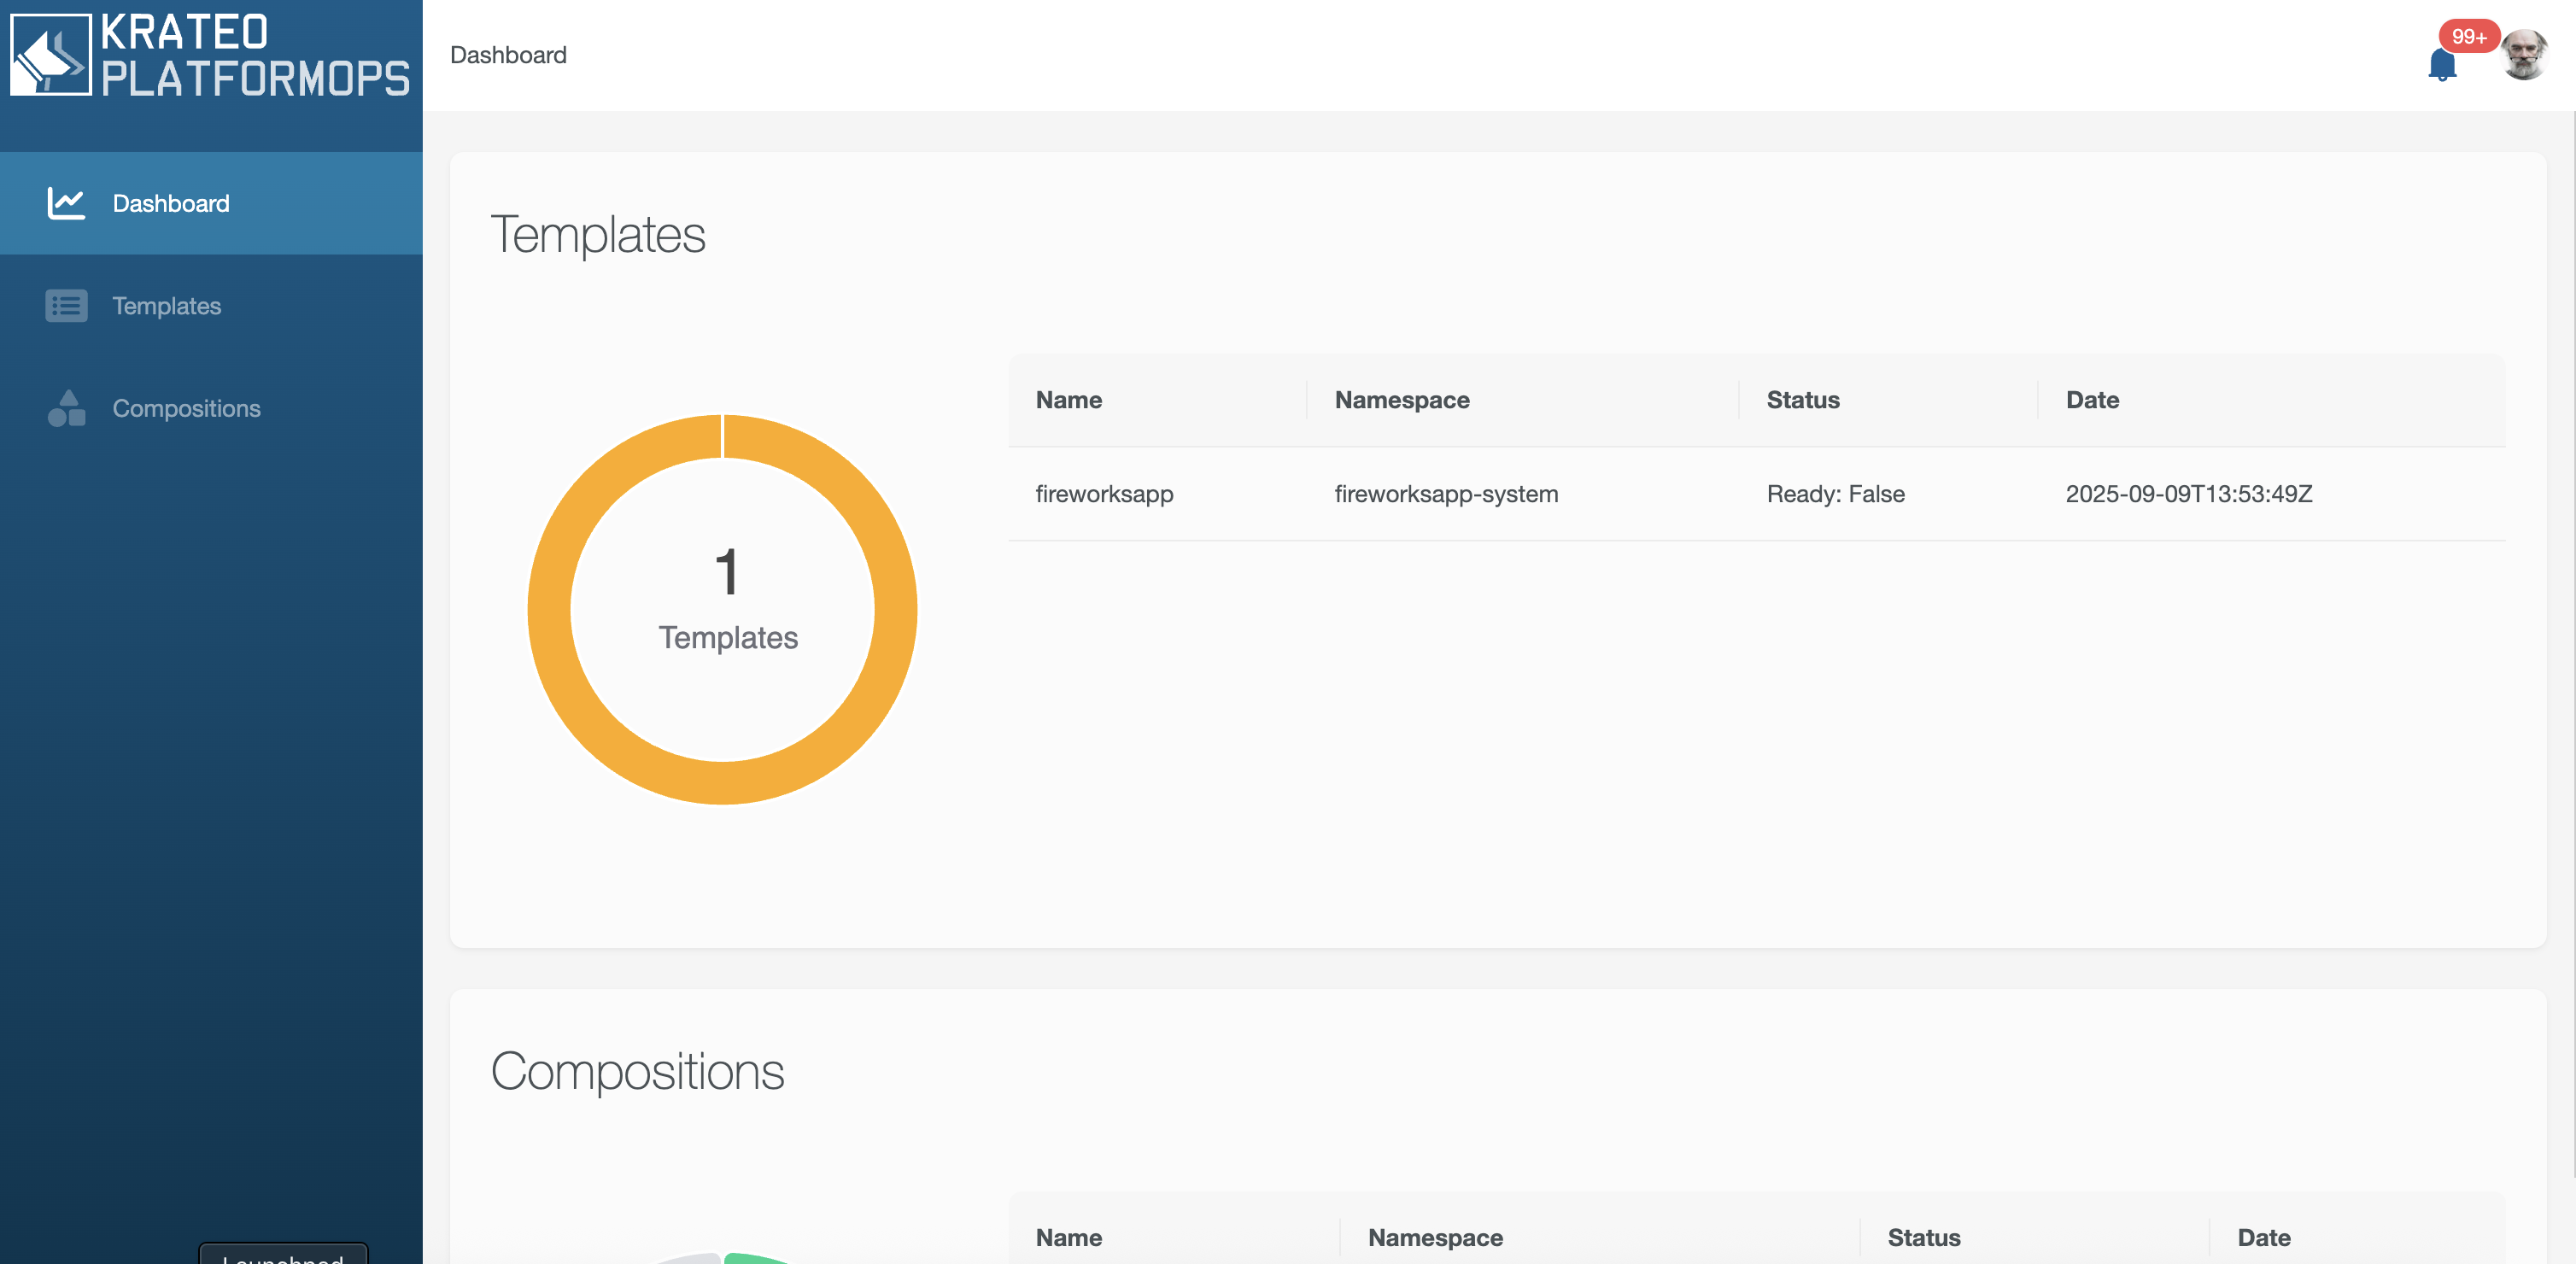 KRATEO
PLATFORMOPS
Dashboard
99+
Dashboard
Templates
Compositions
Templates
1
Templates
Name Namespace Status Date
fireworksapp fireworksapp-system Ready: False 2025-09-09T13:53:49Z
Compositions
Name Namespace Status Date